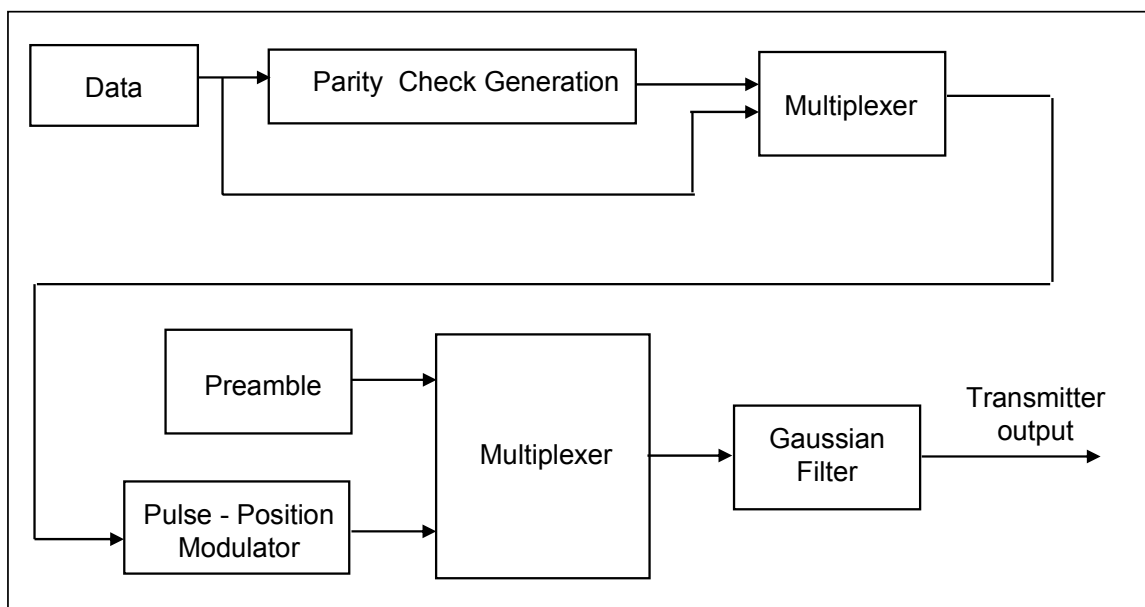 Data
Parity Check Generation
Multiplexer
Preamble
Multiplexer
Gaussian
Filter
Transmitter
output
Pulse - Position
Modulator